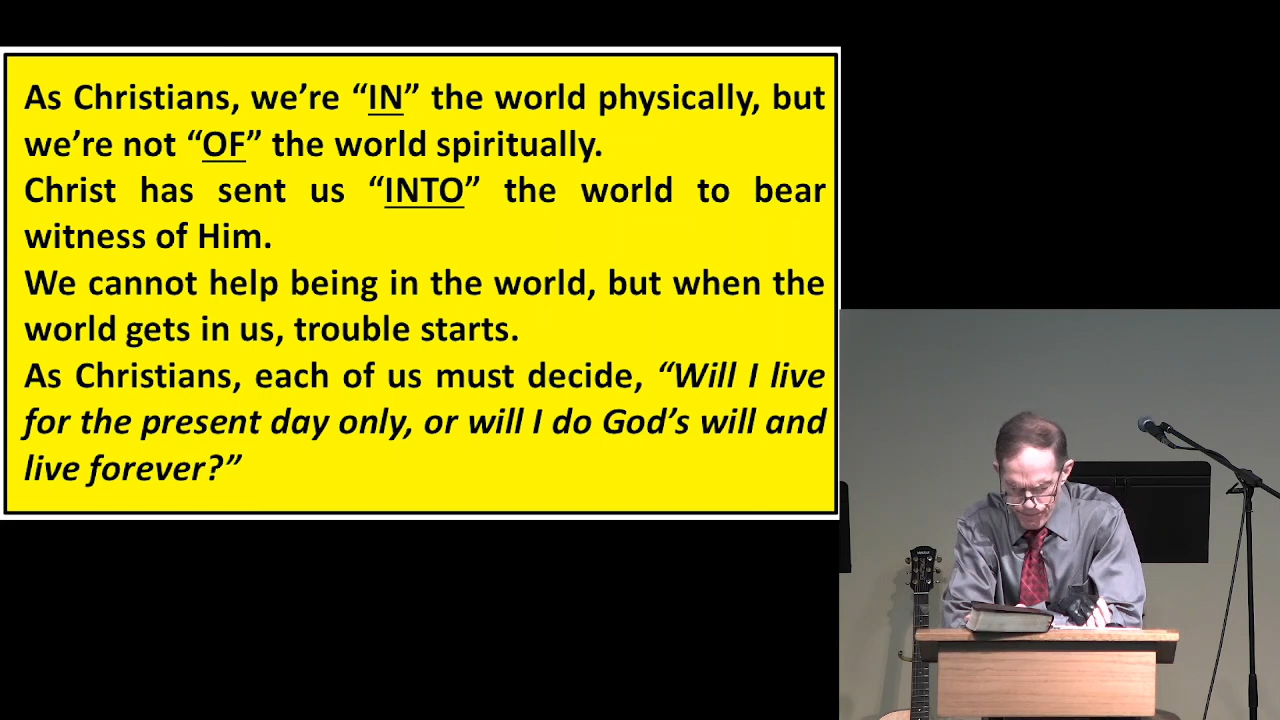 As Christians, we’re “IN” the world physically, but
we’re not “OF” the world spiritually.
Christ has sent us “INTO” the world to bear
witness of Him.
We cannot help being in the world, but when the
world gets in us, trouble starts.
As Christians, each of us must decide, “Will I live
for the present day only, or will I do God’s will and
live forever?”